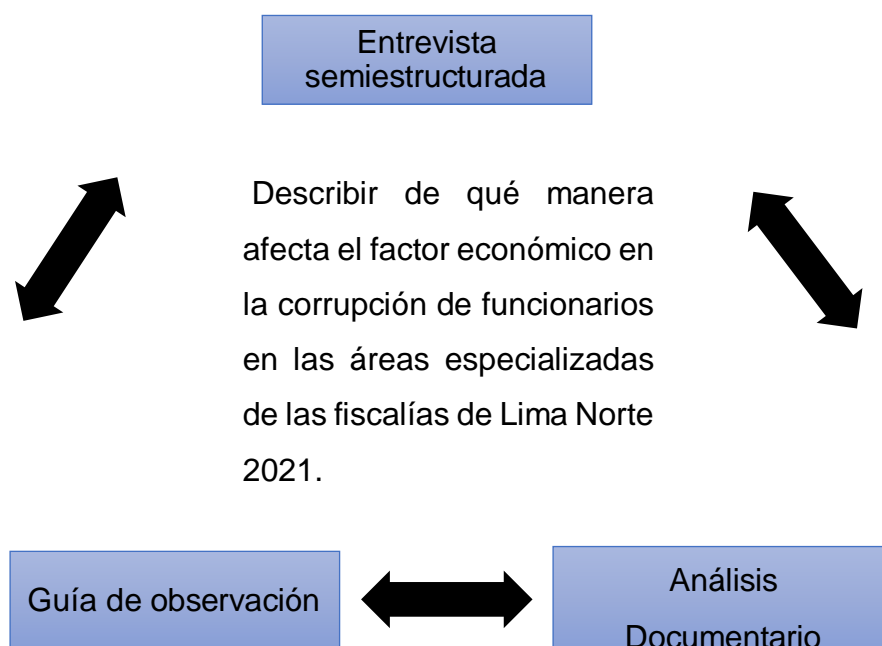 Entrevista
semiestructurada
Describir de qué manera
afecta el factor económico en
la corrupción de funcionarios
en las áreas especializadas
de las fiscalías de Lima Norte
2021.
Guía de observación
Análisis
Documentario